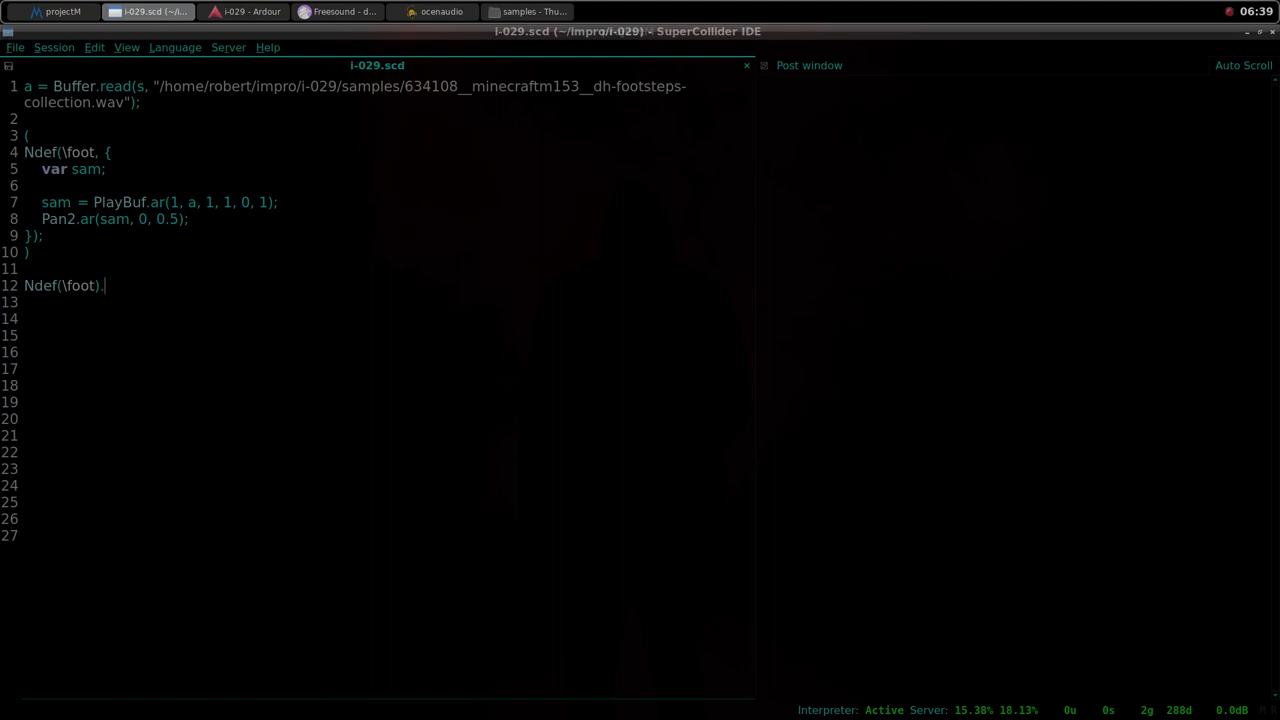 projectM
i-029.scd (~/i...
i-029 - Ardour
Freesound - d...
ocenaudio
samples - Thu...
06:39
i-029.scd (~/impro/i-029) - SuperCollider IDE
File Session Edit View Language Server Help
i-029.scd
Post window
Auto Scroll
1 a = Buffer.read(s, "/home/robert/impro/i-029/samples/634108__minecraftm153__dh-footsteps-
collection.wav");
2
3 (
4 Ndef(\foot, {
5 var sam;
6
7 sam = PlayBuf.ar(1, a, 1, 1, 0, 1);
8 Pan2.ar(sam, 0, 0.5);
9 });
10 )
11
12 Ndef(\foot).
13
14
15
16
17
18
19
20
21
22
23
24
25
26
27
Interpreter: Active Server: 15.38% 18.13% 0u 0s 2g 288d 0.0dB